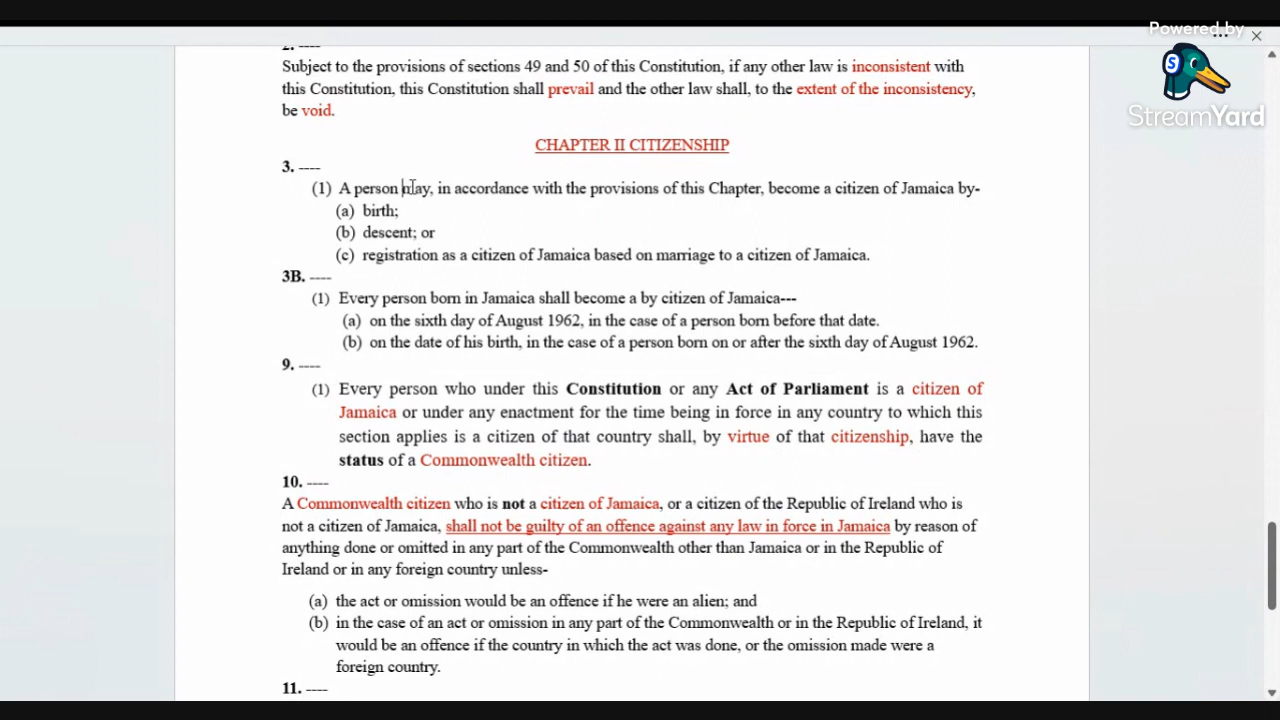 Powered by
StreamYard
2. ----
Subject to the provisions of sections 49 and 50 of this Constitution, if any other law is inconsistent with
this Constitution, this Constitution shall prevail and the other law shall, to the extent of the inconsistency,
be void.
CHAPTER II CITIZENSHIP
3. ----
(1) A person may, in accordance with the provisions of this Chapter, become a citizen of Jamaica by-
(a) birth;
(b) descent; or
(c) registration as a citizen of Jamaica based on marriage to a citizen of Jamaica.
3B. ----
(1) Every person born in Jamaica shall become a by citizen of Jamaica---
(a) on the sixth day of August 1962, in the case of a person born before that date.
(b) on the date of his birth, in the case of a person born on or after the sixth day of August 1962.
9. ----
(1) Every person who under this Constitution or any Act of Parliament is a citizen of
Jamaica or under any enactment for the time being in force in any country to which this
section applies is a citizen of that country shall, by virtue of that citizenship, have the
status of a Commonwealth citizen.
10. ----
A Commonwealth citizen who is not a citizen of Jamaica, or a citizen of the Republic of Ireland who is
not a citizen of Jamaica, shall not be guilty of an offence against any law in force in Jamaica by reason of
anything done or omitted in any part of the Commonwealth other than Jamaica or in the Republic of
Ireland or in any foreign country unless-
(a) the act or omission would be an offence if he were an alien; and
(b) in the case of an act or omission in any part of the Commonwealth or in the Republic of Ireland, it
would be an offence if the country in which the act was done, or the omission made were a
foreign country.
11. ----